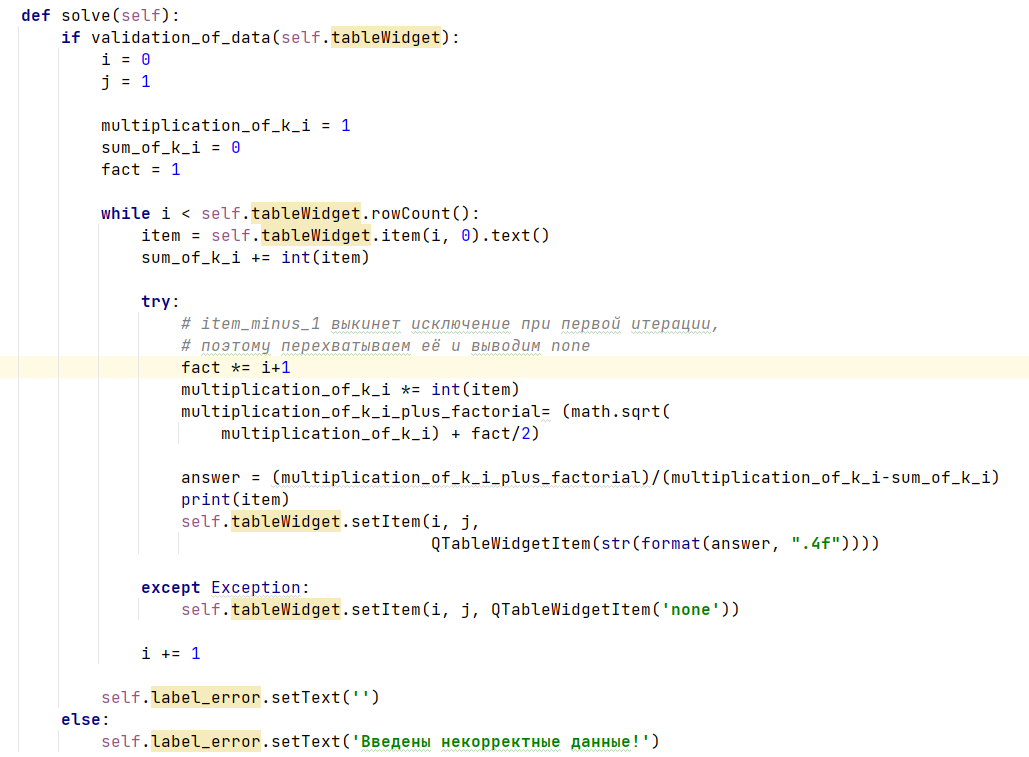 def solve(self):
    if validation_of_data(self.tableWidget):
        i = 0
        j = 1

        multiplication_of_k_i = 1
        sum_of_k_i = 0
        fact = 1

        while i < self.tableWidget.rowCount():
            item = self.tableWidget.item(i, 0).text()
            sum_of_k_i += int(item)

            try:
                # item_minus_1 выкинет исключение при первой итерации,
                # поэтому перехватываем её и выводим none
                fact *= i+1
                multiplication_of_k_i *= int(item)
                multiplication_of_k_i_plus_factorial= (math.sqrt(
                    multiplication_of_k_i) + fact/2)

                answer = (multiplication_of_k_i_plus_factorial)/(multiplication_of_k_i-sum_of_k_i)
                print(item)
                self.tableWidget.setItem(i, j,
                                         QTableWidgetItem(str(format(answer, ".4f"))))

            except Exception:
                self.tableWidget.setItem(i, j, QTableWidgetItem('none'))

            i += 1

        self.label_error.setText('')
    else:
        self.label_error.setText('Введены некорректные данные!')